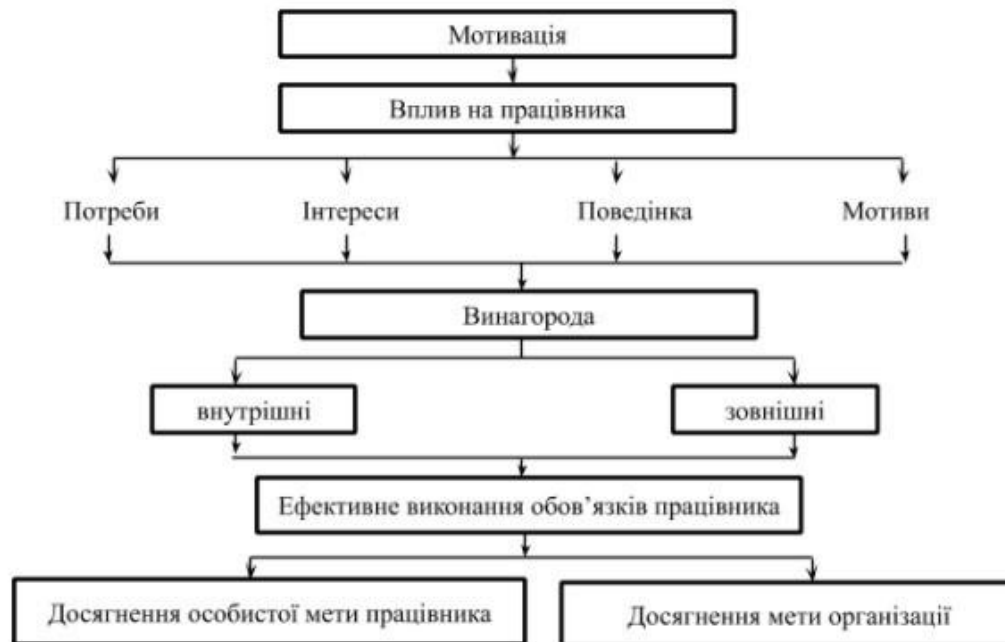 Мотивація
Вплив на працівника
Потреби Інтереси Поведінка Мотиви
Винагорода
внутрішні зовнішні
Ефективне виконання обов’язків працівника
Досягнення особистої мети працівника Досягнення мети організації